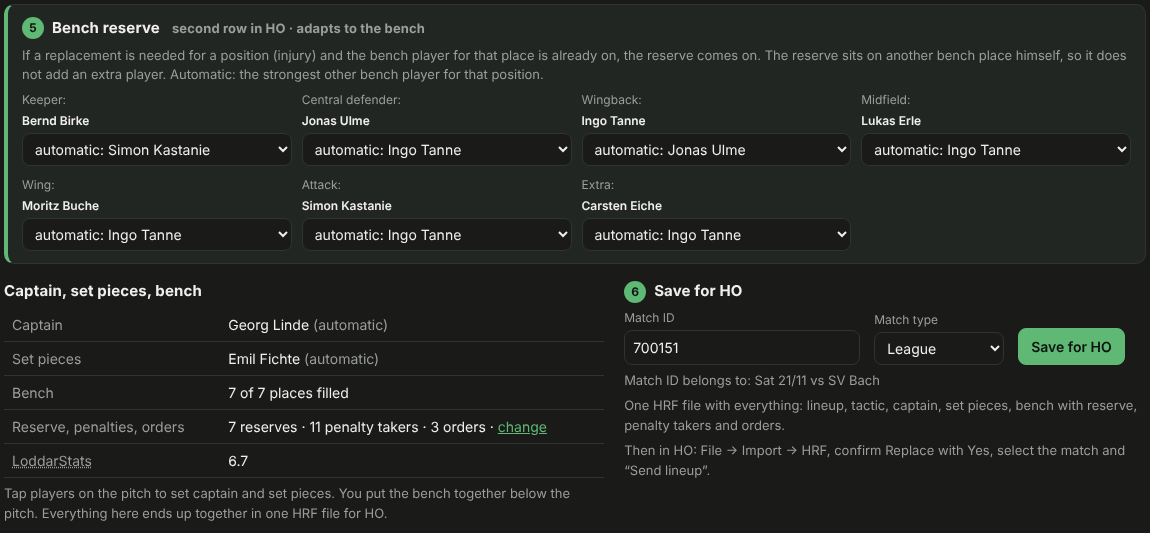 5 Bench reserve second row in HO · adapts to the bench
If a replacement is needed for a position (injury) and the bench player for that place is already on, the reserve comes on. The reserve sits on another bench place himself, so it does
not add an extra player. Automatic: the strongest other bench player for that position.
Keeper: Central defender: Wingback: Midfield:
Bernd Birke Jonas Ulme Ingo Tanne Lukas Erle
automatic: Simon Kastanie automatic: Ingo Tanne automatic: Jonas Ulme automatic: Ingo Tanne
Wing: Attack: Extra:
Moritz Buche Simon Kastanie Carsten Eiche
automatic: Ingo Tanne automatic: Ingo Tanne automatic: Ingo Tanne
Captain, set pieces, bench
Captain Georg Linde (automatic)
Set pieces Emil Fichte (automatic)
Bench 7 of 7 places filled
Reserve, penalties, orders 7 reserves · 11 penalty takers · 3 orders · change
LoddarStats 6.7
Tap players on the pitch to set captain and set pieces. You put the bench together below the
pitch. Everything here ends up together in one HRF file for HO.
6 Save for HO
Match ID Match type
700151 League Save for HO
Match ID belongs to: Sat 21/11 vs SV Bach
One HRF file with everything: lineup, tactic, captain, set pieces, bench with reserve,
penalty takers and orders.
Then in HO: File → Import → HRF, confirm Replace with Yes, select the match and
“Send lineup”.